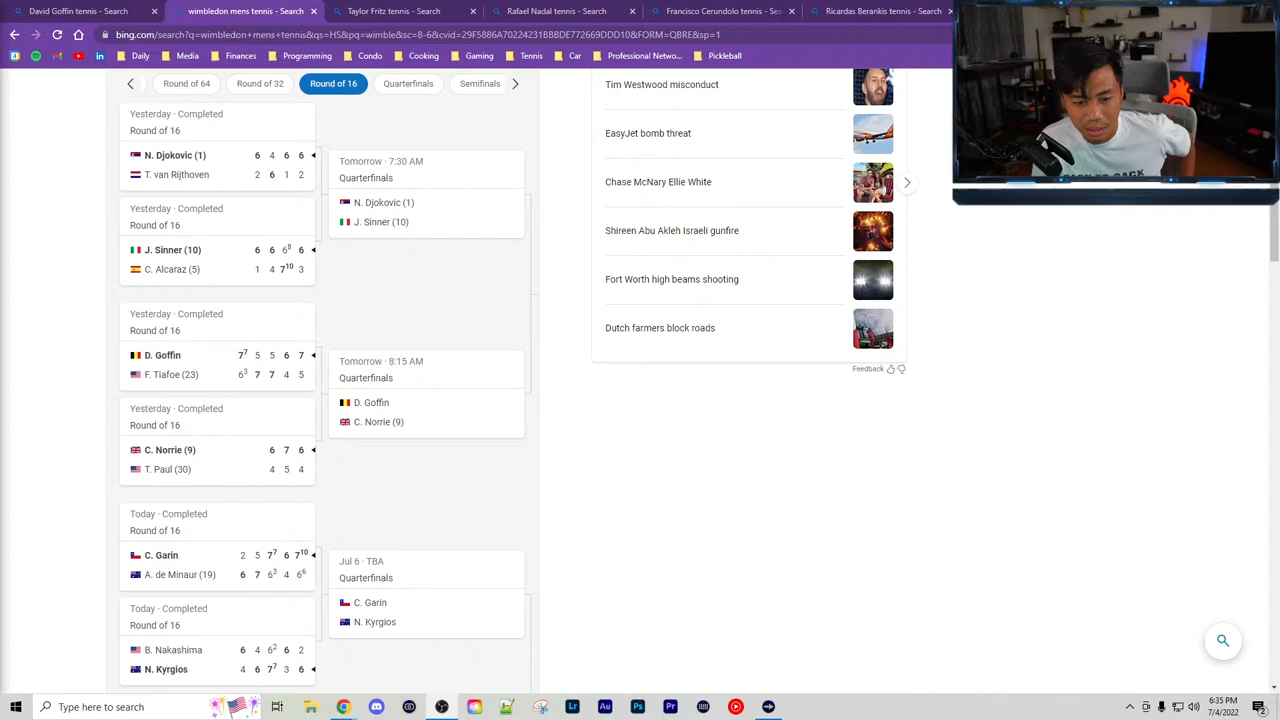 David Goffin tennis - Search
wimbledon mens tennis - Search
Taylor Fritz tennis - Search
Rafael Nadal tennis - Search
Francisco Cerundolo tennis - Sea
Ricardas Berankis tennis - Search
bing.com/search?q=wimbledon+mens+tennis&qs=HS&pq=wimble&sc=8-6&cvid=29F5886A70224231BBBDE772669DDD10&FORM=QBRE&sp=1
Daily
Media
Finances
Programming
Condo
Cooking
Gaming
Tennis
Car
Professional Netw...
Pickleball
Round of 64
Round of 32
Round of 16
Quarterfinals
Semifinals
Yesterday · Completed
Round of 16
N. Djokovic (1) 6 4 6 6
T. van Rijthoven 2 6 1 2
Yesterday · Completed
Round of 16
J. Sinner (10) 6 6 6⁸ 6
C. Alcaraz (5) 1 4 7¹⁰ 3
Tomorrow · 7:30 AM
Quarterfinals
N. Djokovic (1)
J. Sinner (10)
Yesterday · Completed
Round of 16
D. Goffin 7⁷ 5 5 6 7
F. Tiafoe (23) 6³ 7 7 4 5
Yesterday · Completed
Round of 16
C. Norrie (9) 6 7 6
T. Paul (30) 4 5 4
Tomorrow · 8:15 AM
Quarterfinals
D. Goffin
C. Norrie (9)
Today · Completed
Round of 16
C. Garin 2 5 7⁷ 6 7¹⁰
A. de Minaur (19) 6 7 6³ 4 6⁶
Today · Completed
Round of 16
B. Nakashima 6 4 6² 6 2
N. Kyrgios 4 6 7⁷ 3 6
Jul 6 · TBA
Quarterfinals
C. Garin
N. Kyrgios
Tim Westwood misconduct
EasyJet bomb threat
Chase McNary Ellie White
Shireen Abu Akleh Israeli gunfire
Fort Worth high beams shooting
Dutch farmers block roads
Feedback
Type here to search
Lr
Au
Ps
Pr
6:35 PM
7/4/2022
2